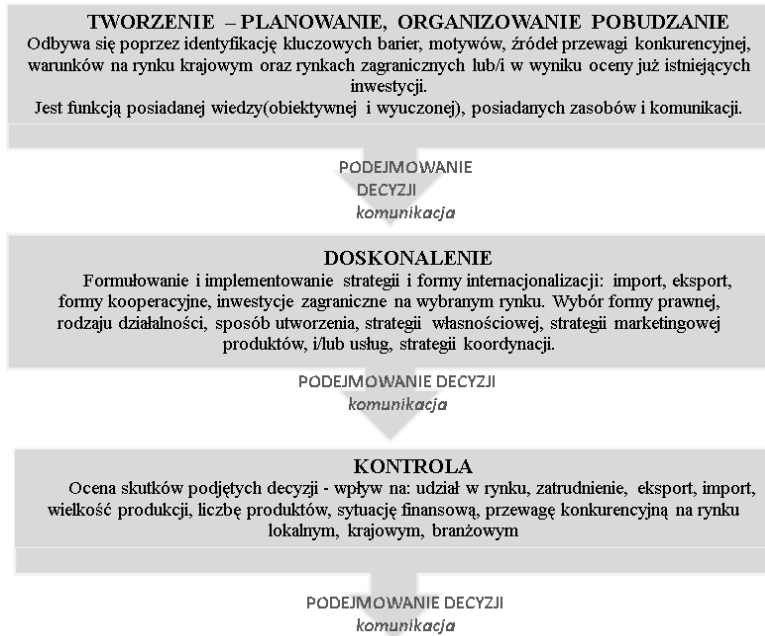 TWORZENIE – PLANOWANIE, ORGANIZOWANIE POBUDZANIE
Odbywa się poprzez identyfikację kluczowych barier, motywów, źródeł przewagi konkurencyjnej,
warunków na rynku krajowym oraz rynkach zagranicznych lub/i w wyniku oceny już istniejących
inwestycji.
Jest funkcją posiadanej wiedzy(obiektywnej i wyuczonej), posiadanych zasobów i komunikacji.
PODEJMOWANIE
DECYZJI
komunikacja
DOSKONALENIE
Formułowanie i implementowanie strategii i formy internacjonalizacji: import, eksport,
formy kooperacyjne, inwestycje zagraniczne na wybranym rynku. Wybór formy prawnej,
rodzaju działalności, sposób utworzenia, strategii własnościowej, strategii marketingowej
produktów, i/lub usług, strategii koordynacji.
PODEJMOWANIE DECYZJI
komunikacja
KONTROLA
Ocena skutków podjętych decyzji - wpływ na: udział w rynku, zatrudnienie, eksport, import,
wielkość produkcji, liczbę produktów, sytuację finansową, przewagę konkurencyjną na rynku
lokalnym, krajowym, branżowym
PODEJMOWANIE DECYZJI
komunikacja